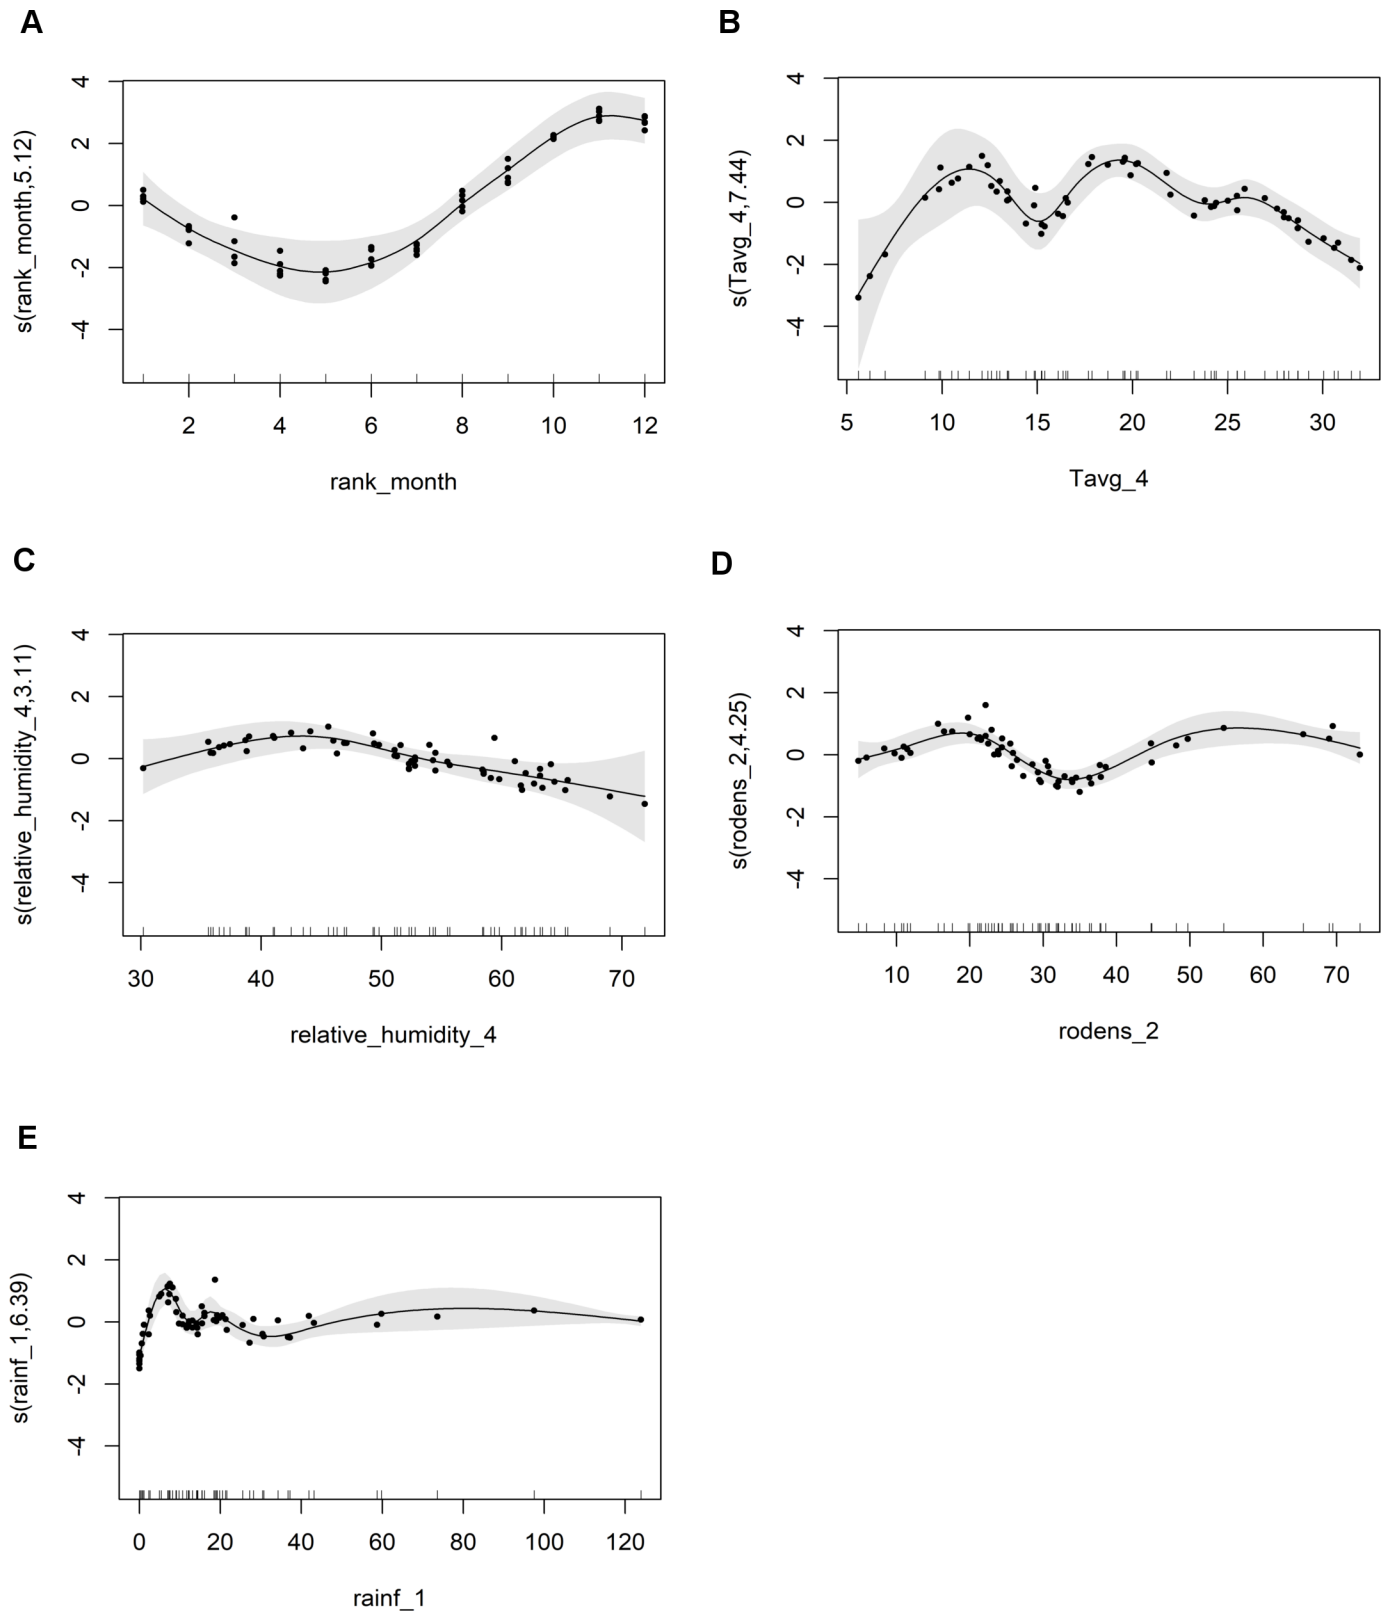 A
4
2
0
-2
-4
s(rank_month,5.12)
2 4 6 8 10 12
rank_month
B
4
2
0
-2
-4
s(Tavg_4,7.44)
5 10 15 20 25 30
Tavg_4
C
4
2
0
-2
-4
s(relative_humidity_4,3.11)
30 40 50 60 70
relative_humidity_4
D
4
2
0
-2
-4
s(rodens_2,4.25)
10 20 30 40 50 60 70
rodens_2
E
4
2
0
-2
-4
s(rainf_1,6.39)
0 20 40 60 80 100 120
rainf_1